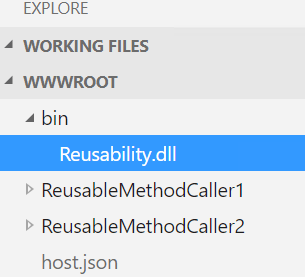 EXPLORE
WORKING FILES
WWWROOT
bin
Reusability.dll
ReusableMethodCaller1
ReusableMethodCaller2
host.json